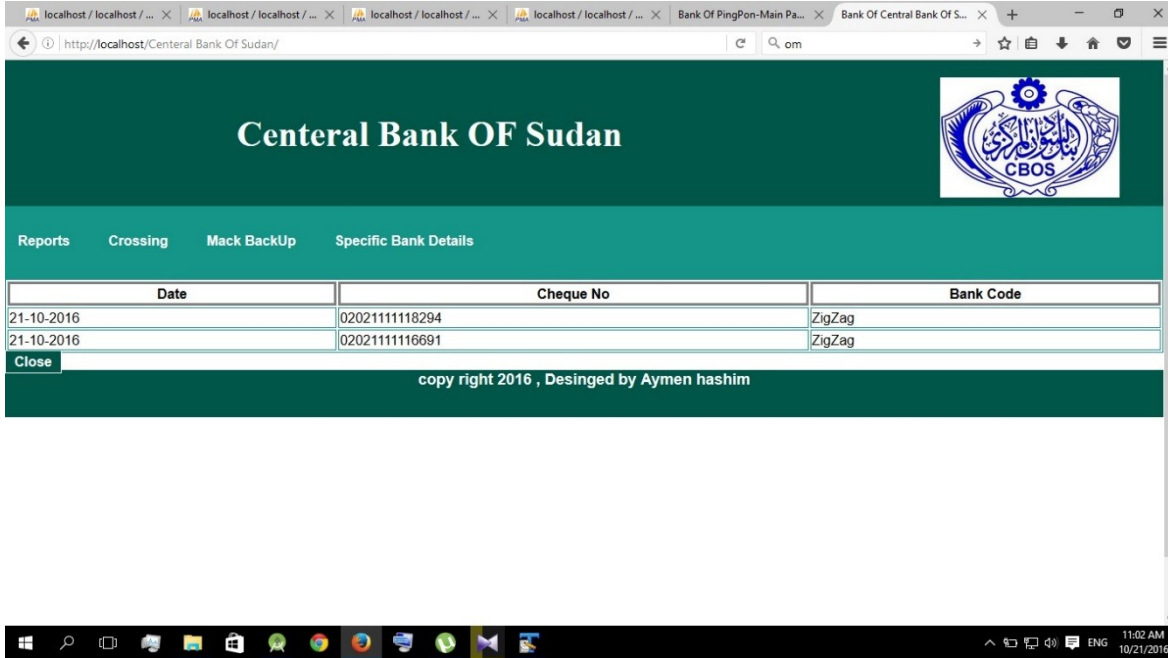 localhost / localhost / ...
localhost / localhost / ...
localhost / localhost / ...
localhost / localhost / ...
Bank Of PingPon-Main Pa...
Bank Of Central Bank Of S...
http://localhost/Centeral Bank Of Sudan/
om
Centeral Bank OF Sudan
بنك السودان المركزي
CBOS
Reports Crossing Mack BackUp Specific Bank Details
Date Cheque No Bank Code
21-10-2016 02021111118294 ZigZag
21-10-2016 02021111116691 ZigZag
Close
copy right 2016 , Desinged by Aymen hashim
ENG
11:02 AM
10/21/2016